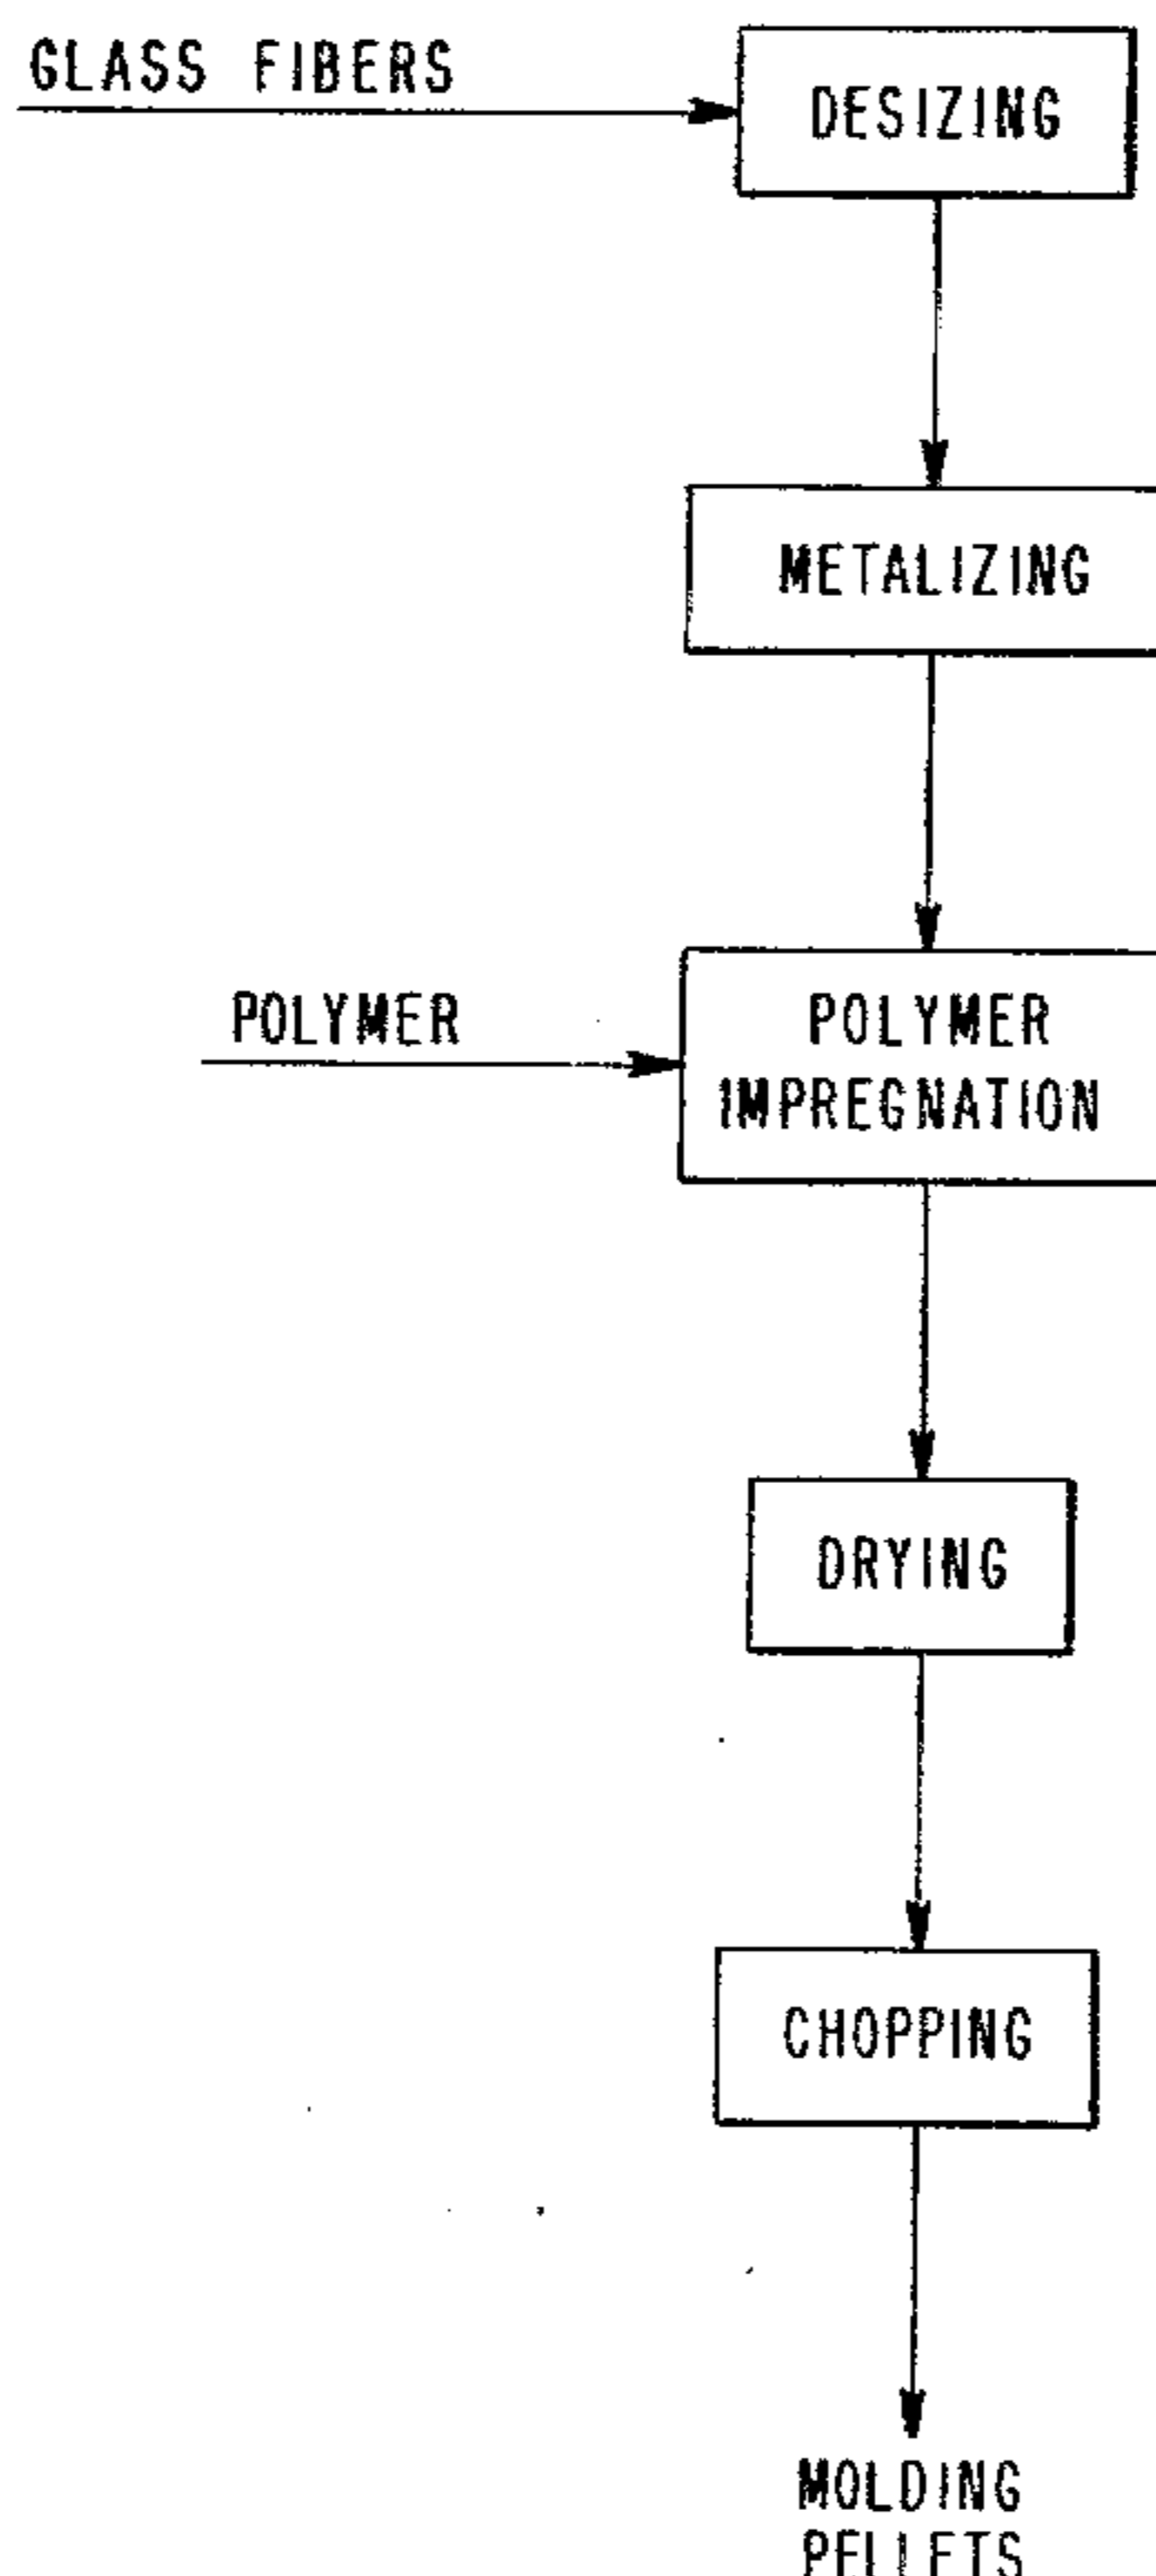 GLASS FIBERS
DESIZING
METALIZING
POLYMER
POLYMER
IMPREGNATION
DRYING
CHOPPING
MOLDING
PELLETS